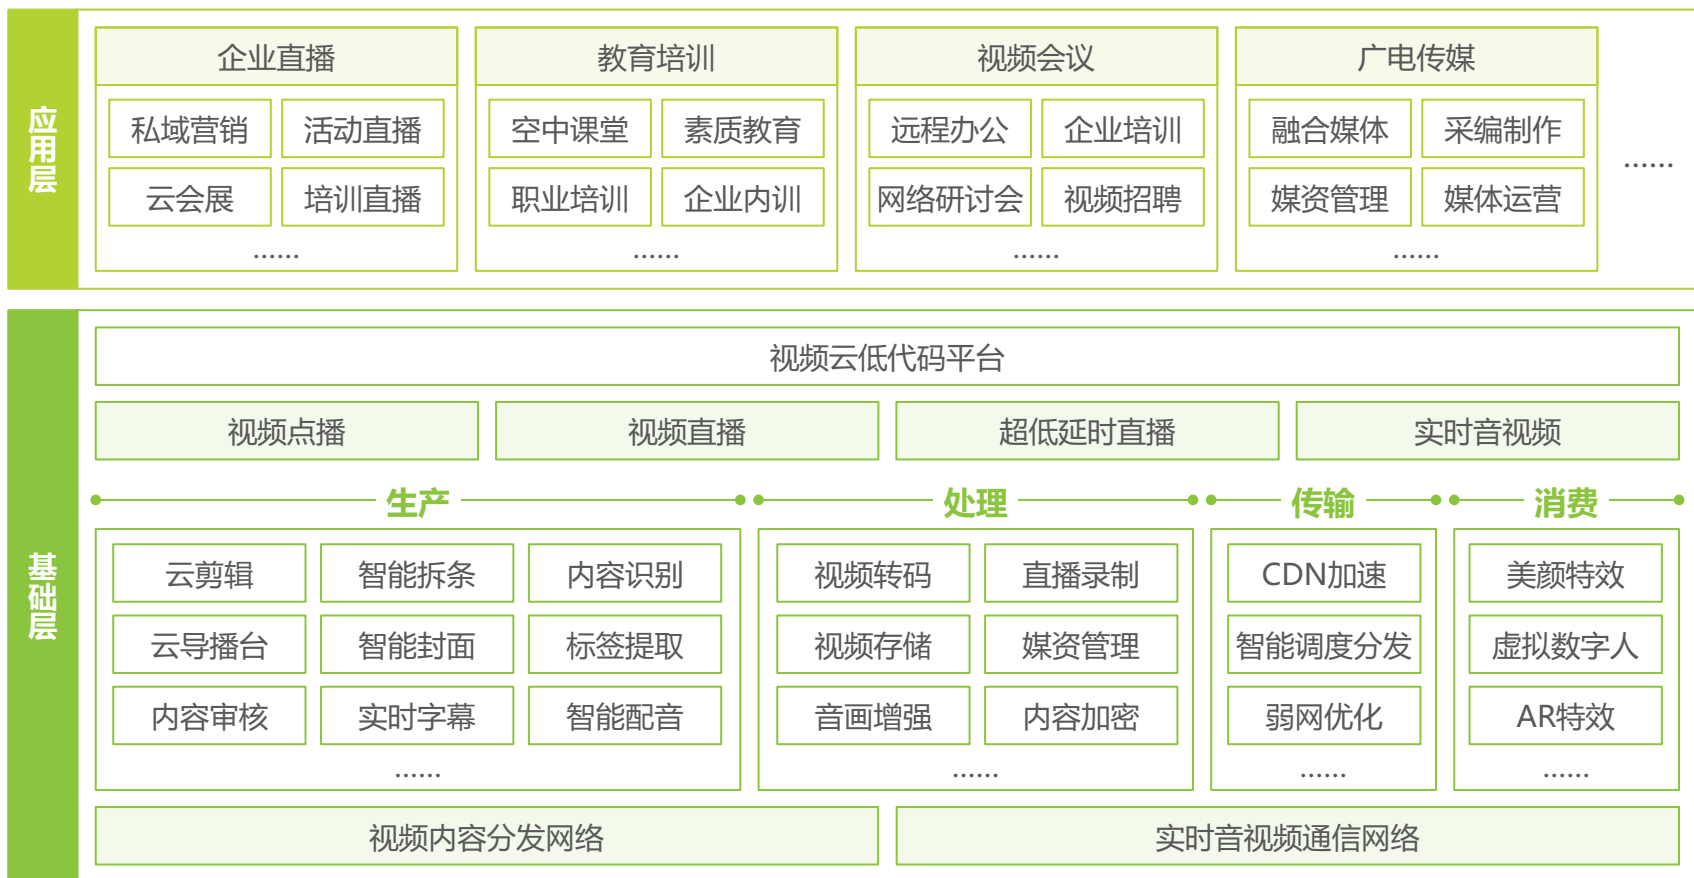 应用层
企业直播
私域营销 活动直播
云会展 培训直播
……
教育培训
空中课堂 素质教育
职业培训 企业内训
……
视频会议
远程办公 企业培训
网络研讨会 视频招聘
……
广电传媒
融合媒体 采编制作
媒资管理 媒体运营
……
……
基础层
视频云低代码平台
视频点播 视频直播 超低延时直播 实时音视频
生产
云剪辑 智能拆条 内容识别
云导播台 智能封面 标签提取
内容审核 实时字幕 智能配音
……
处理
视频转码 直播录制
视频存储 媒资管理
音画增强 内容加密
……
传输
CDN加速
智能调度分发
弱网优化
……
消费
美颜特效
虚拟数字人
AR特效
……
视频内容分发网络 实时音视频通信网络